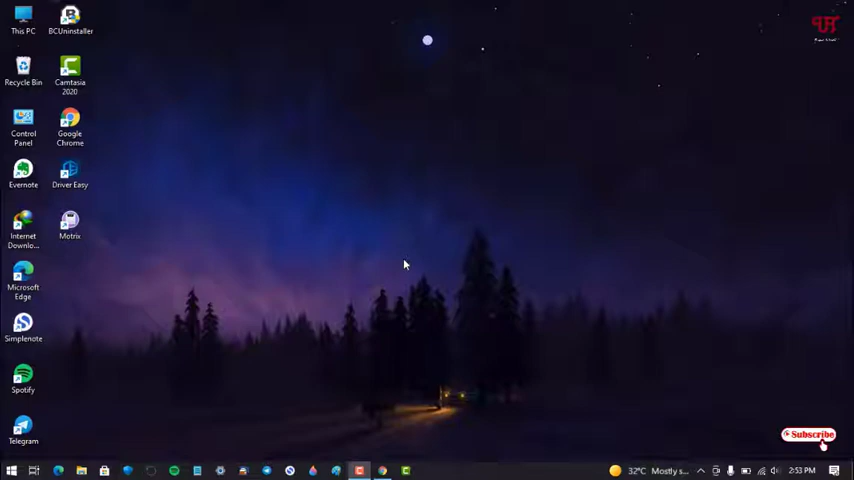 This PC
BCUninstaller
Recycle Bin
Camtasia
2020
Control
Panel
Google
Chrome
Evernote
Driver Easy
Internet
Downlo...
Motrix
Microsoft
Edge
Simplenote
Spotify
Telegram
Subscribe
32°C Mostly s...
2:53 PM